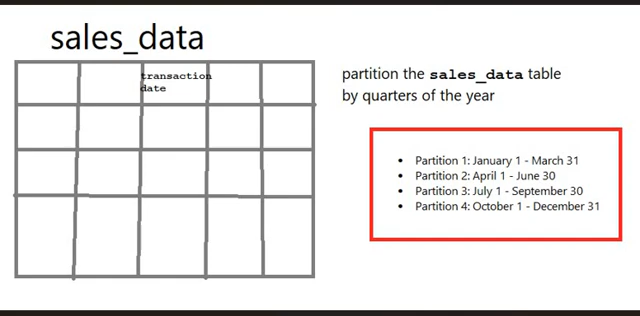 sales_data
transaction
date
partition the sales_data table
by quarters of the year
• Partition 1: January 1 - March 31
• Partition 2: April 1 - June 30
• Partition 3: July 1 - September 30
• Partition 4: October 1 - December 31